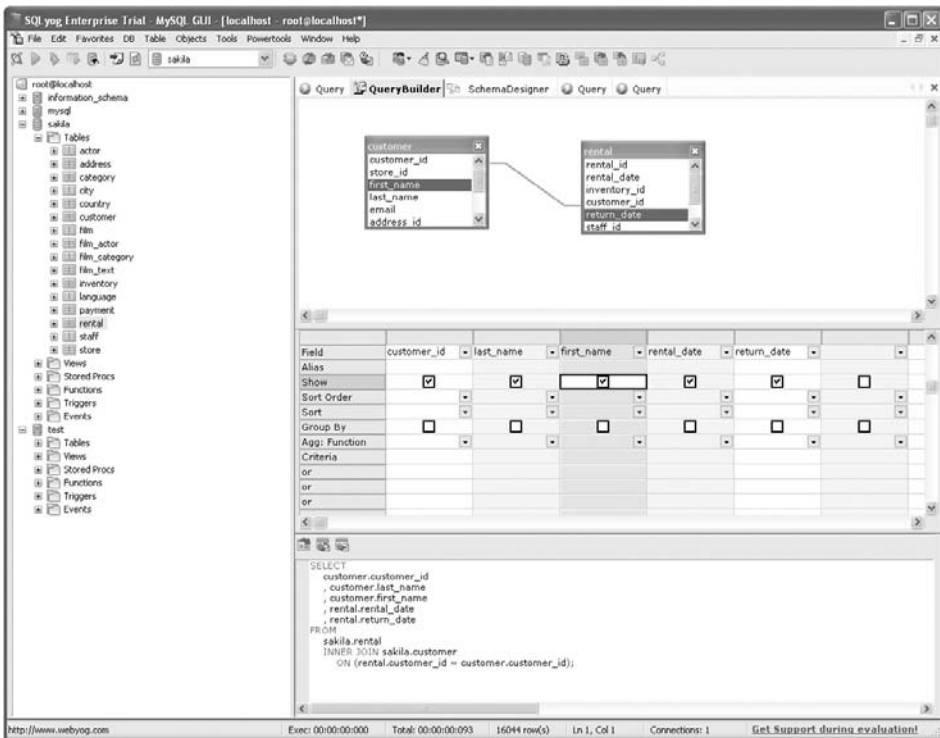 SQLyog Enterprise Trial - MySQL GUI - [localhost - root@localhost*]
File Edit Favorites DB Table Objects Tools Powertools Window Help
sakila
root@localhost
information_schema
mysql
sakila
Tables
actor
address
category
city
country
customer
film
film_actor
film_category
film_text
inventory
language
payment
rental
staff
store
Views
Stored Procs
Functions
Triggers
Events
test
Tables
Views
Stored Procs
Functions
Triggers
Events
Query QueryBuilder SchemaDesigner Query Query
customer
customer_id
store_id
first_name
last_name
email
address_id
rental
rental_id
rental_date
inventory_id
customer_id
return_date
staff_id
Field customer_id last_name first_name rental_date return_date
Alias
Show
Sort Order
Sort
Group By
Agg: Function
Criteria
or
or
or
SELECT
customer.customer_id
, customer.last_name
, customer.first_name
, rental.rental_date
, rental.return_date
FROM
sakila.rental
INNER JOIN sakila.customer
ON (rental.customer_id = customer.customer_id);
http://www.webyog.com Exec: 00:00:00:000 Total: 00:00:00:093 16044 row(s) Ln 1, Col 1 Connections: 1 Get Support during evaluation!